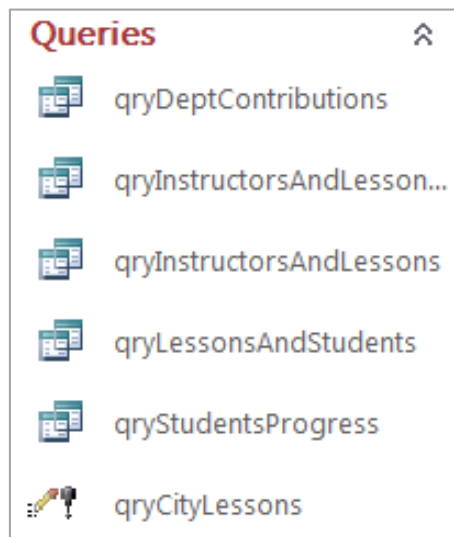 Queries
qryDeptContributions
qryInstructorsAndLesson...
qryInstructorsAndLessons
qryLessonsAndStudents
qryStudentsProgress
qryCityLessons